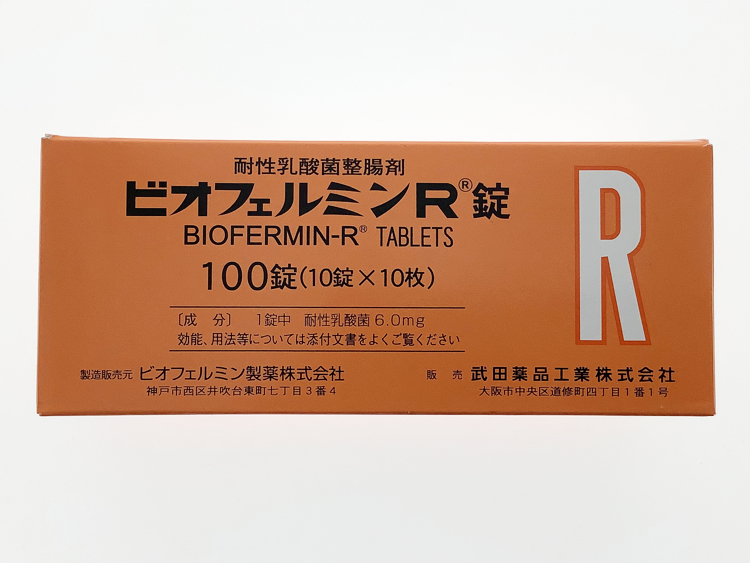 耐性乳酸菌整腸剤
ビオフェルミンR®錠
BIOFERMIN-R® TABLETS
100錠(10錠×10枚)
〔成 分〕 1錠中 耐性乳酸菌 6.0mg
効能、用法等については添付文書をよくご覧ください
製造販売元 ビオフェルミン製薬株式会社
神戸市西区井吹台東町七丁目3番4
販 売 武田薬品工業株式会社
大阪市中央区道修町四丁目1番1号
R